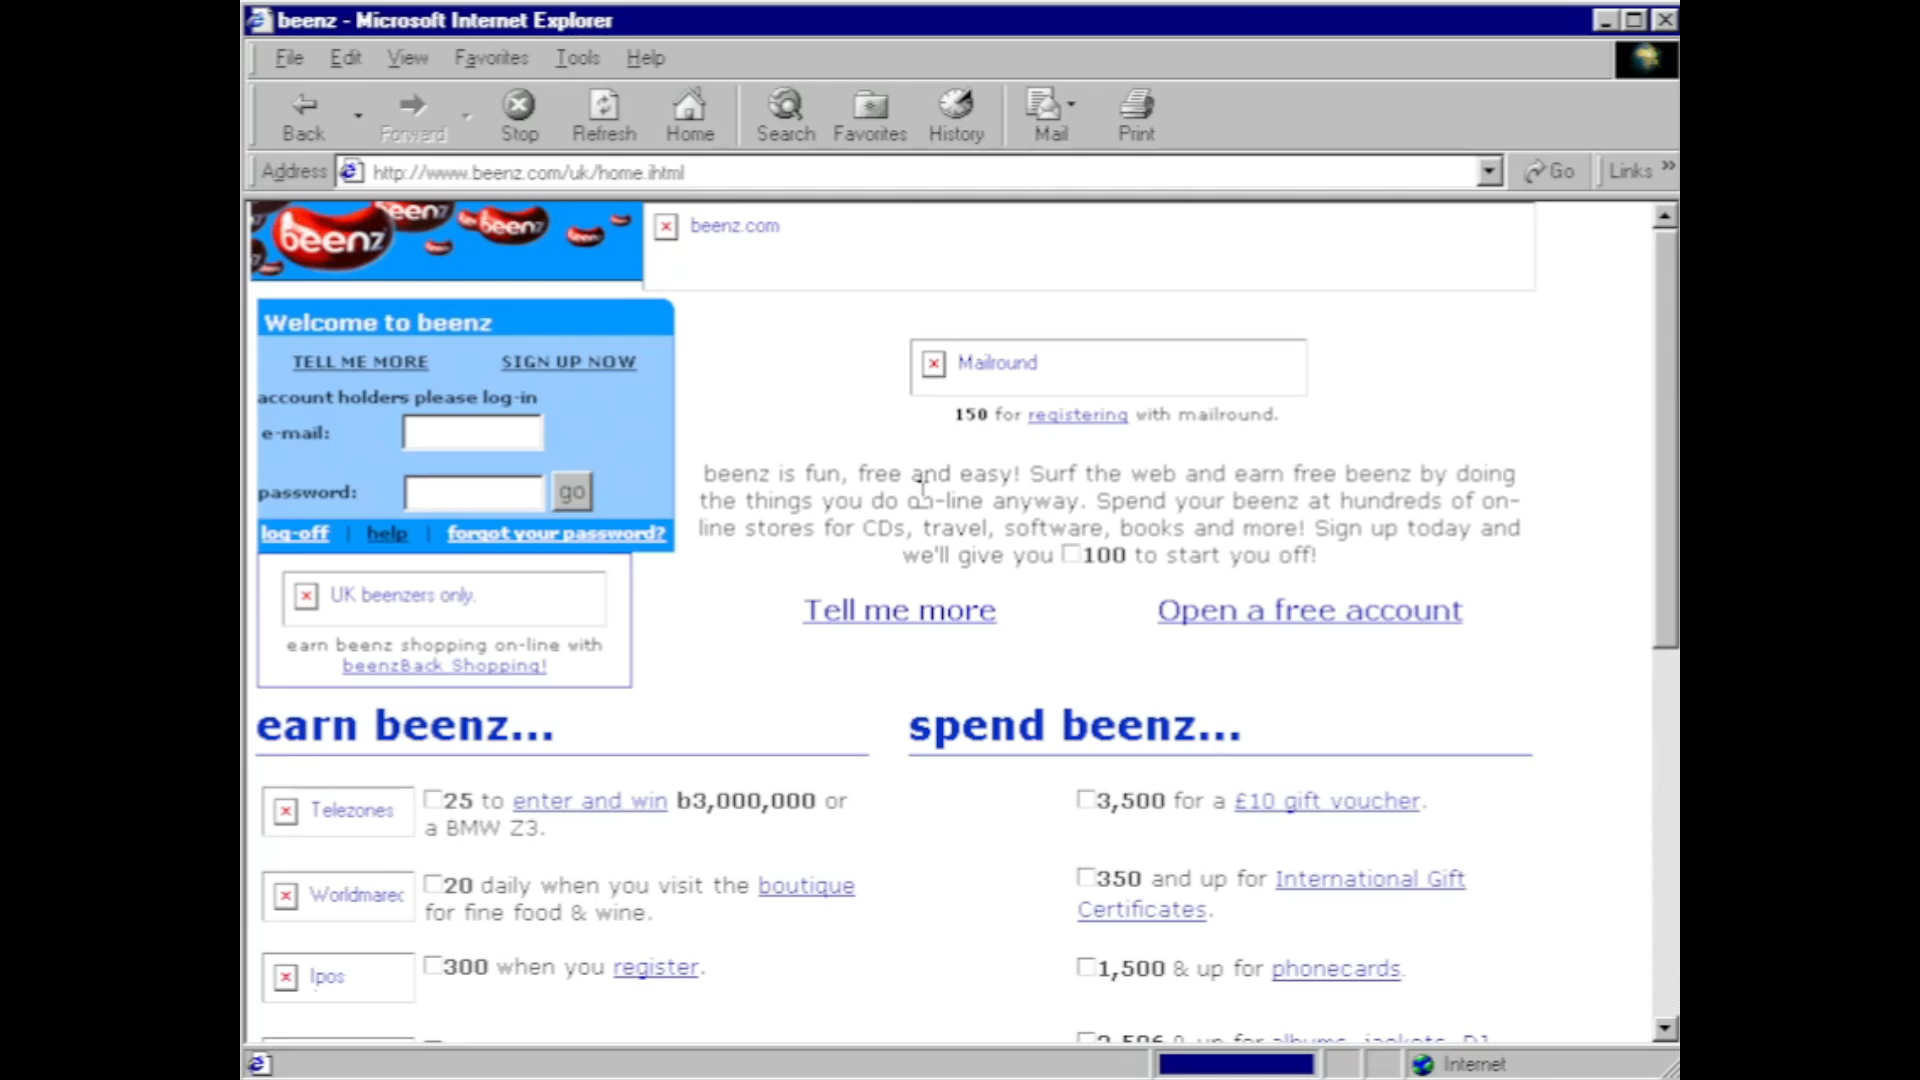 beenz - Microsoft Internet Explorer
File Edit View Favorites Tools Help
Back Forward Stop Refresh Home Search Favorites History Mail Print
Address http://www.beenz.com/uk/home.ihtml Go Links »
beenz beenz beenz
beenz.com
Welcome to beenz
TELL ME MORE SIGN UP NOW
account holders please log-in
e-mail:
password: go
log-off | help | forgot your password?
UK beenzers only.
earn beenz shopping on-line with
beenzBack Shopping!
Mailround
150 for registering with mailround.
beenz is fun, free and easy! Surf the web and earn free beenz by doing
the things you do on-line anyway. Spend your beenz at hundreds of on-
line stores for CDs, travel, software, books and more! Sign up today and
we'll give you 100 to start you off!
Tell me more Open a free account
earn beenz...
Telezones
25 to enter and win b3,000,000 or
a BMW Z3.
Worldmarec
20 daily when you visit the boutique
for fine food & wine.
Ipos
300 when you register.
spend beenz...
3,500 for a £10 gift voucher.
350 and up for International Gift
Certificates.
1,500 & up for phonecards.
& up for albums, jackets, DJ
Internet